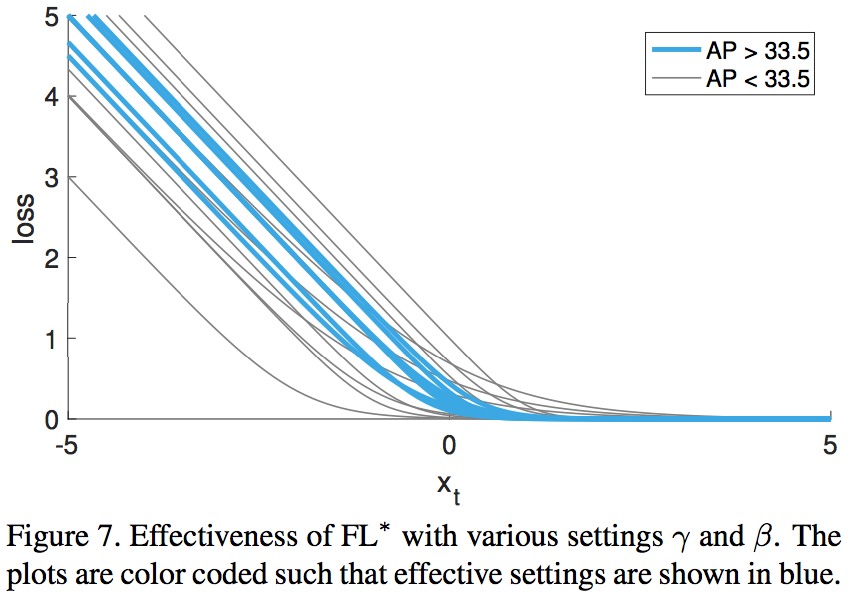 5
4
3
2
1
0
loss
-5
0
5
x_t
AP > 33.5
AP < 33.5
Figure 7. Effectiveness of FL* with various settings γ and β. The
plots are color coded such that effective settings are shown in blue.